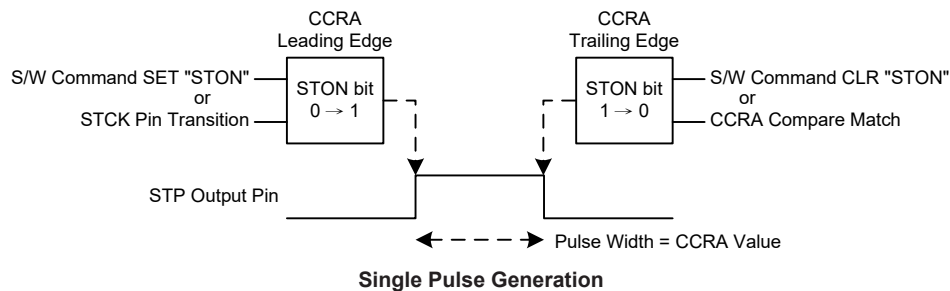 CCRA
Leading Edge
CCRA
Trailing Edge
S/W Command SET "STON"
or
STCK Pin Transition
STON bit
0 → 1
STON bit
1 → 0
S/W Command CLR "STON"
or
CCRA Compare Match
STP Output Pin
Pulse Width = CCRA Value
Single Pulse Generation